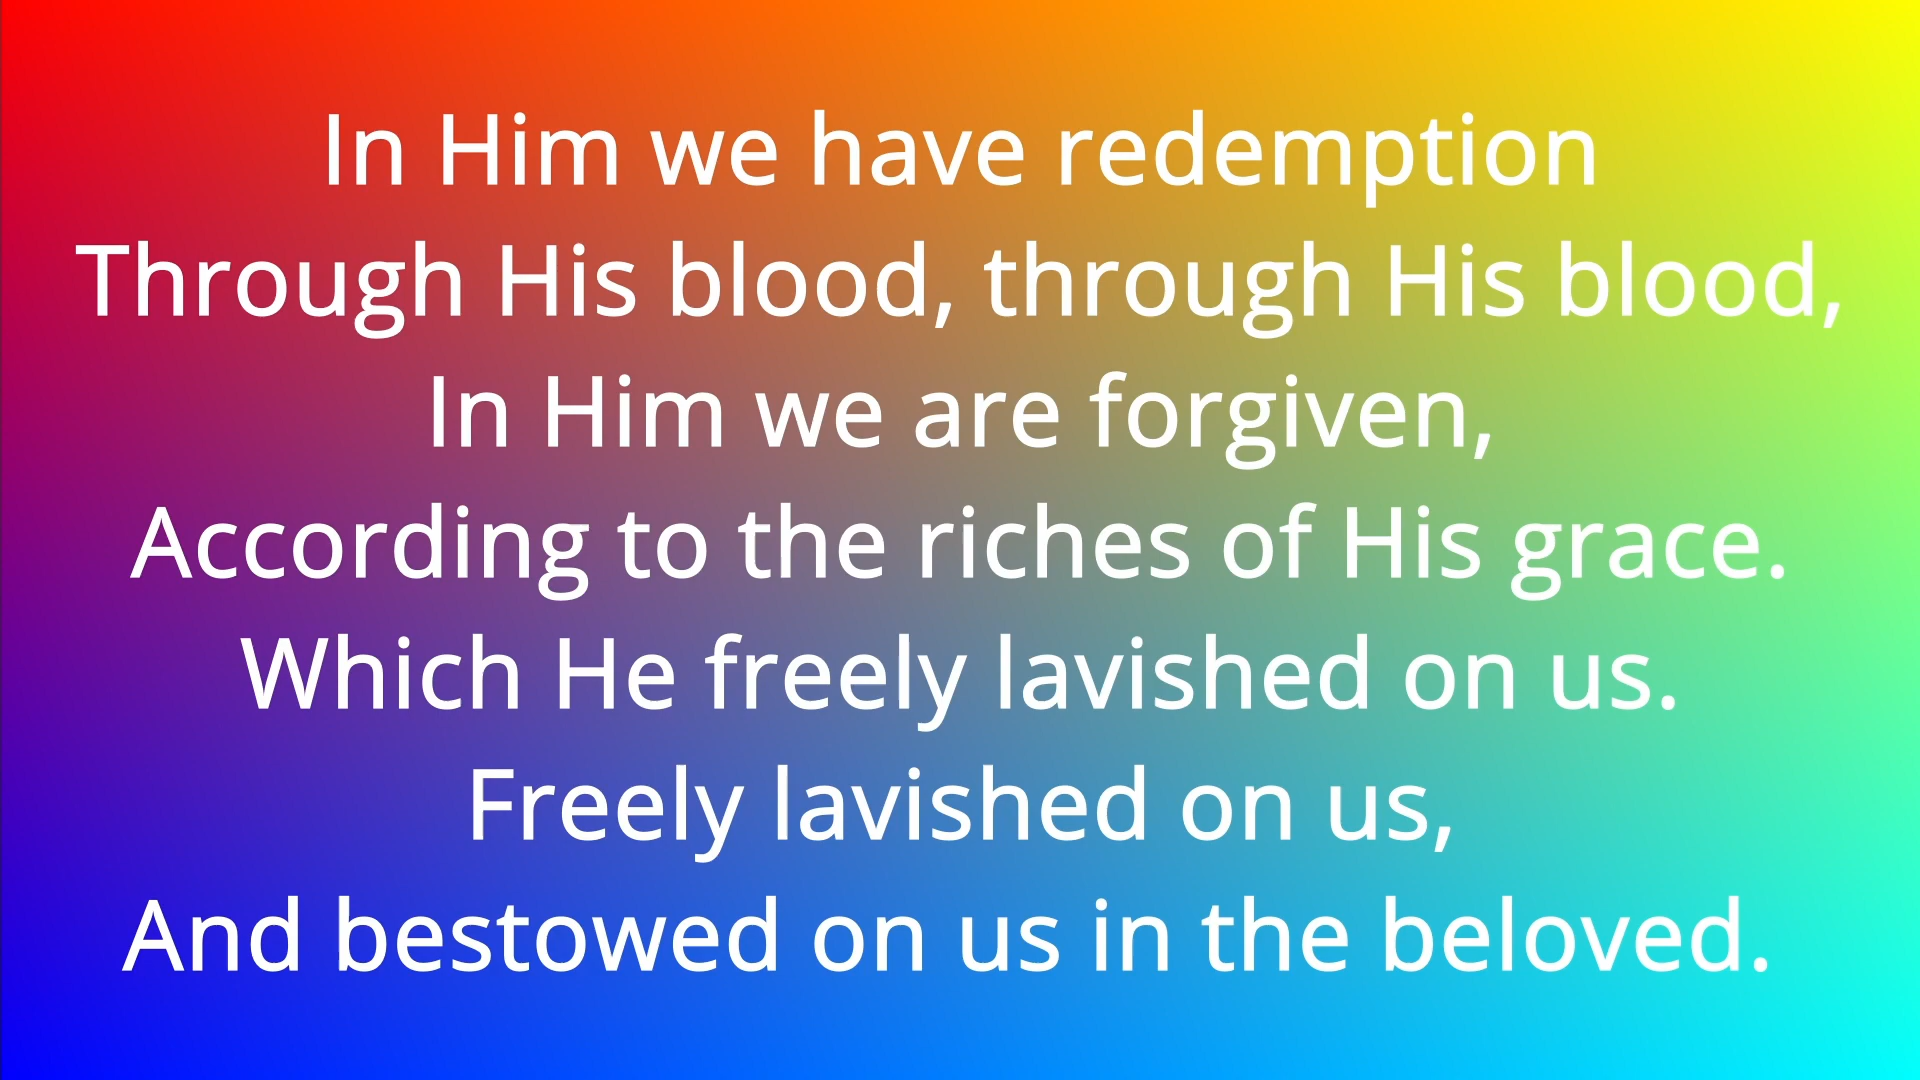 In Him we have redemption
Through His blood, through His blood,
In Him we are forgiven,
According to the riches of His grace.
Which He freely lavished on us.
Freely lavished on us,
And bestowed on us in the beloved.